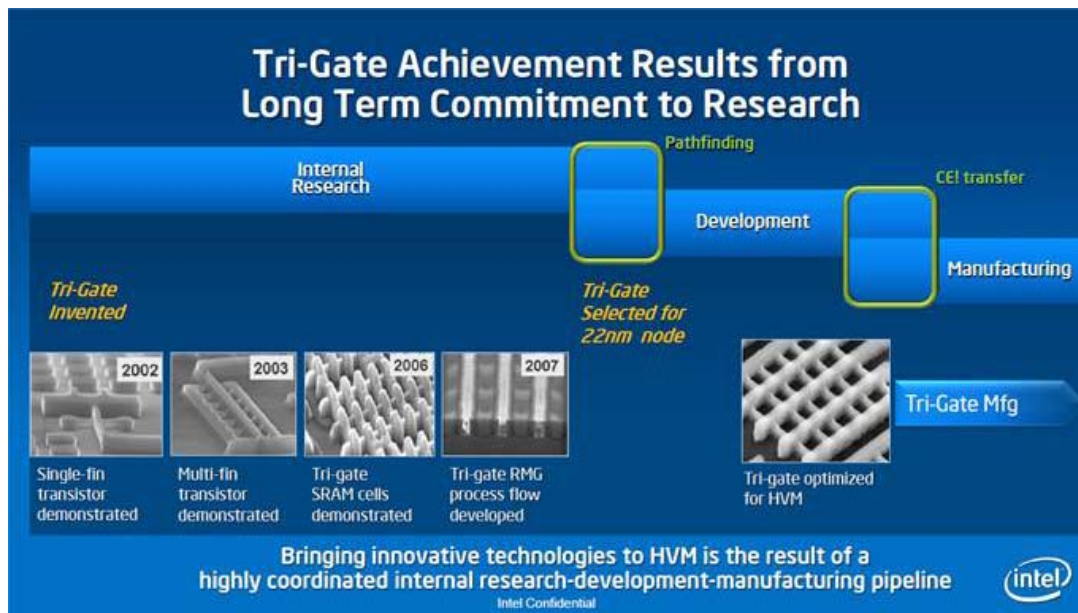 Tri-Gate Achievement Results from
Long Term Commitment to Research
Pathfinding
Internal
Research
CE! transfer
Development
Manufacturing
Tri-Gate
Invented
Tri-Gate
Selected for
22nm node
2002
2003
2006
2007
Single-fin
transistor
demonstrated
Multi-fin
transistor
demonstrated
Tri-gate
SRAM cells
demonstrated
Tri-gate RMG
process flow
developed
Tri-gate optimized
for HVM
Tri-Gate Mfg
Bringing innovative technologies to HVM is the result of a
highly coordinated internal research-development-manufacturing pipeline
Intel Confidential
intel